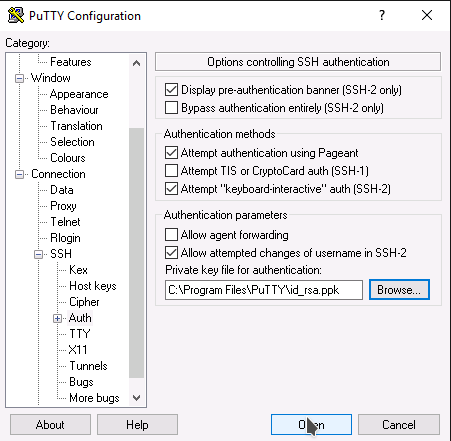 PuTTY Configuration
?
Category:
Features
Window
Appearance
Behaviour
Translation
Selection
Colours
Connection
Data
Proxy
Telnet
Rlogin
SSH
Kex
Host keys
Cipher
Auth
TTY
X11
Tunnels
Bugs
More bugs
Options controlling SSH authentication
Display pre-authentication banner (SSH-2 only)
Bypass authentication entirely (SSH-2 only)
Authentication methods
Attempt authentication using Pageant
Attempt TIS or CryptoCard auth (SSH-1)
Attempt "keyboard-interactive" auth (SSH-2)
Authentication parameters
Allow agent forwarding
Allow attempted changes of username in SSH-2
Private key file for authentication:
C:\Program Files\PuTTY\id_rsa.ppk
Browse...
About
Help
Open
Cancel